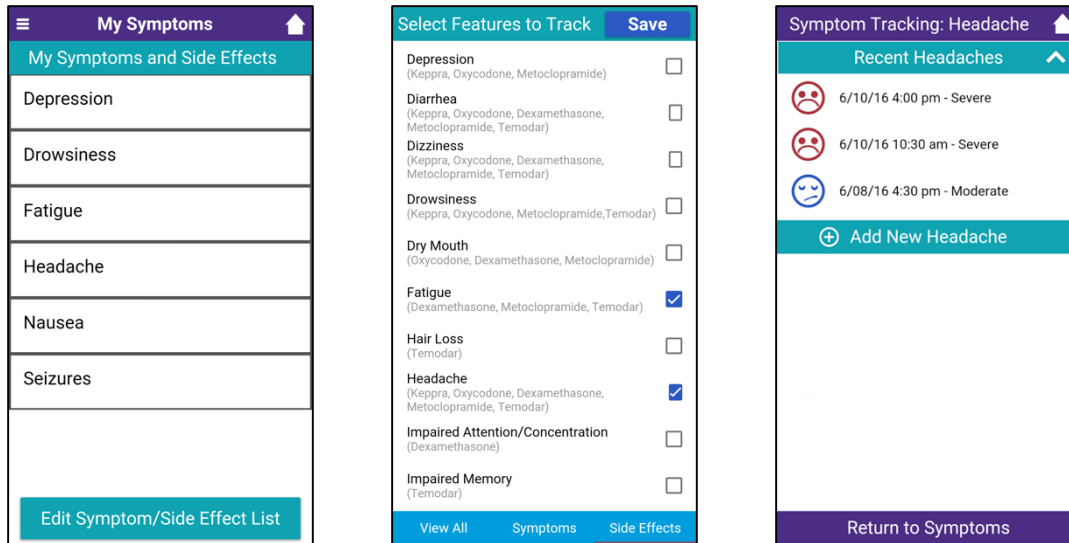 My Symptoms
My Symptoms and Side Effects
Depression
Drowsiness
Fatigue
Headache
Nausea
Seizures
Edit Symptom/Side Effect List
Select Features to Track
Save
Depression
(Keppra, Oxycodone, Metoclopramide)
Diarrhea
(Keppra, Oxycodone, Dexamethasone,
Metoclopramide, Temodar)
Dizziness
(Keppra, Oxycodone, Dexamethasone,
Metoclopramide, Temodar)
Drowsiness
(Keppra, Oxycodone, Metoclopramide,Temodar)
Dry Mouth
(Oxycodone, Dexamethasone, Metoclopramide)
Fatigue
(Dexamethasone, Metoclopramide, Temodar)
Hair Loss
(Temodar)
Headache
(Keppra, Oxycodone, Dexamethasone,
Metoclopramide, Temodar)
Impaired Attention/Concentration
(Dexamethasone)
Impaired Memory
(Temodar)
View All
Symptoms
Side Effects
Symptom Tracking: Headache
Recent Headaches
6/10/16 4:00 pm - Severe
6/10/16 10:30 am - Severe
6/08/16 4:30 pm - Moderate
Add New Headache
Return to Symptoms